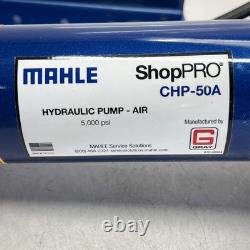 MAHLE
ShopPRO®
CHP-50A
HYDRAULIC PUMP - AIR
5,000 psi
Manufactured by
G
GRAY
MAHLE Service Solutions